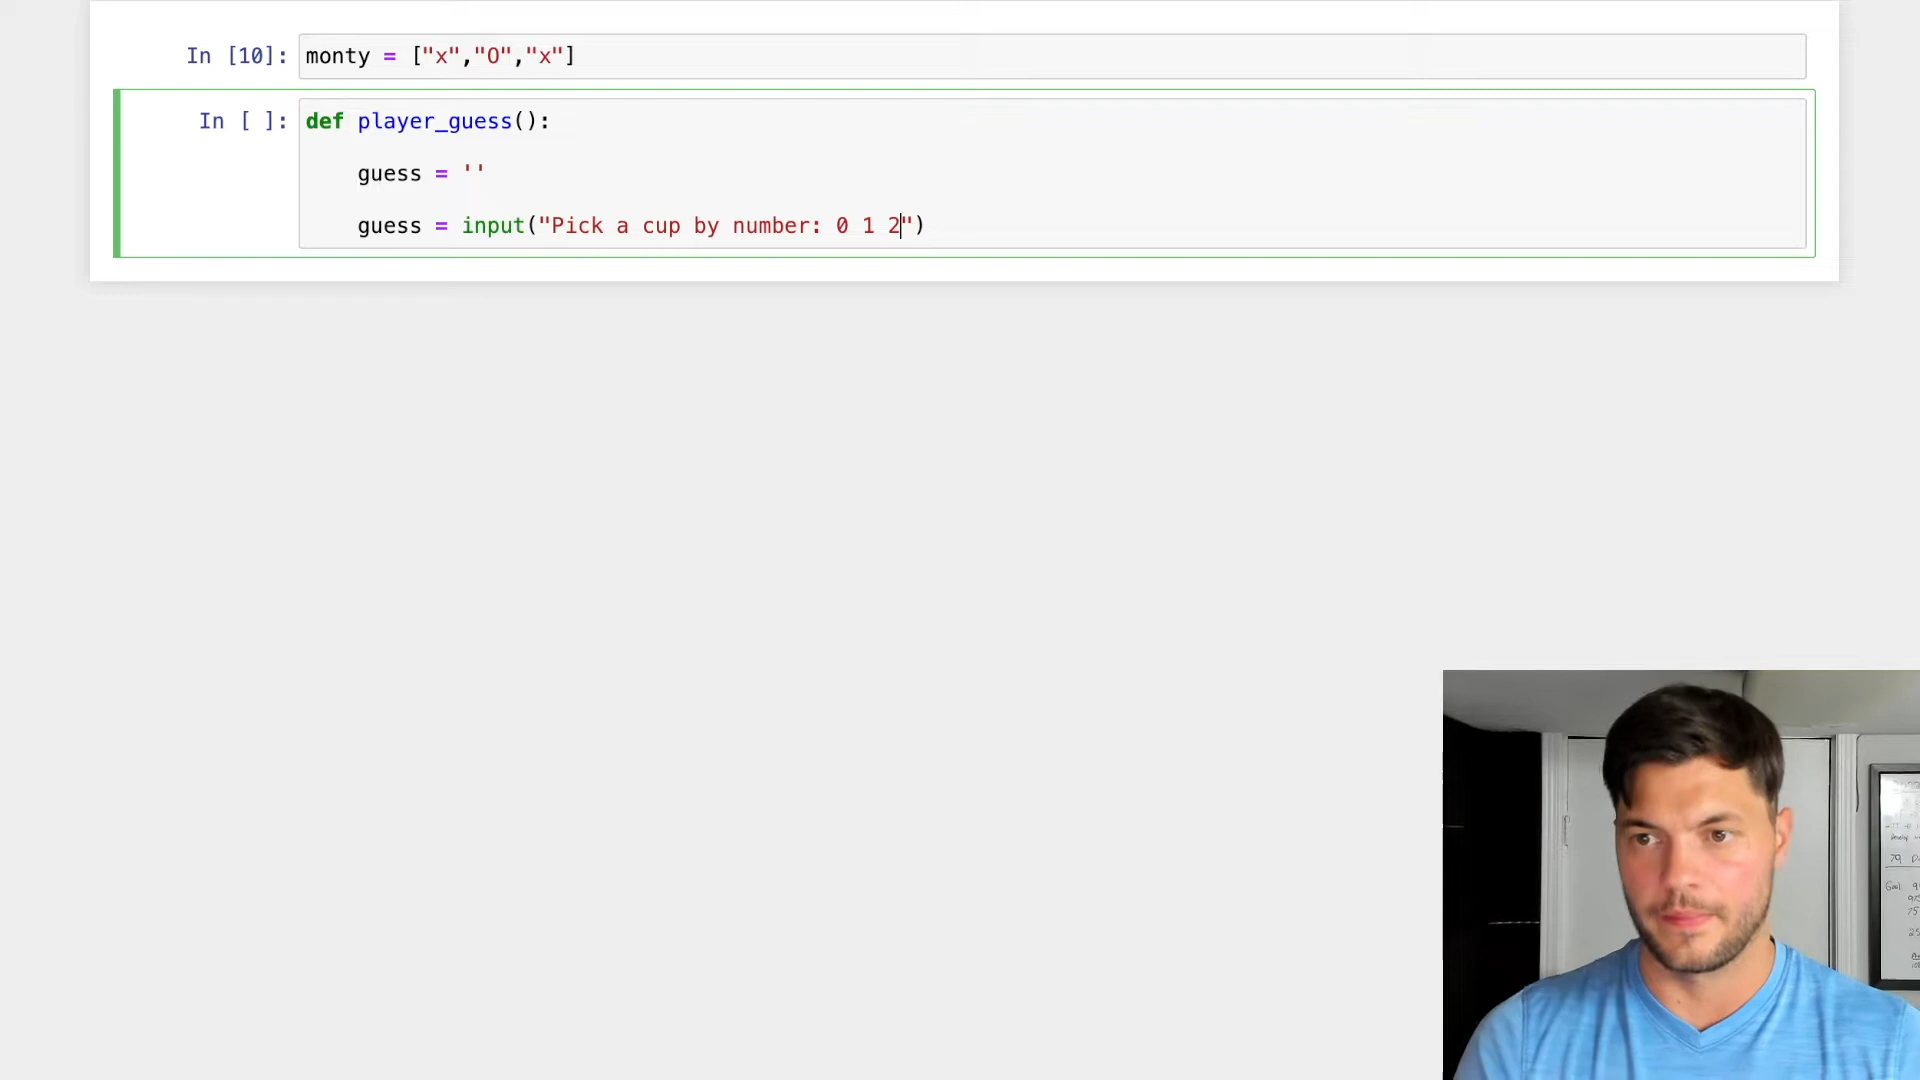 In [10]: monty = ["x","O","x"]
In [ ]: def player_guess():
guess = ''
guess = input("Pick a cup by number: 0 1 2")